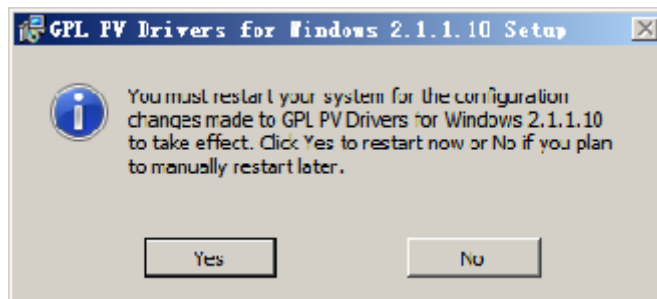 GPL PV Drivers for Windows 2.1.1.10 Setup
You must restart your system for the configuration
changes made to GPL PV Drivers for Windows 2.1.1.10
to take effect. Click Yes to restart now or No if you plan
to manually restart later.
Yes No